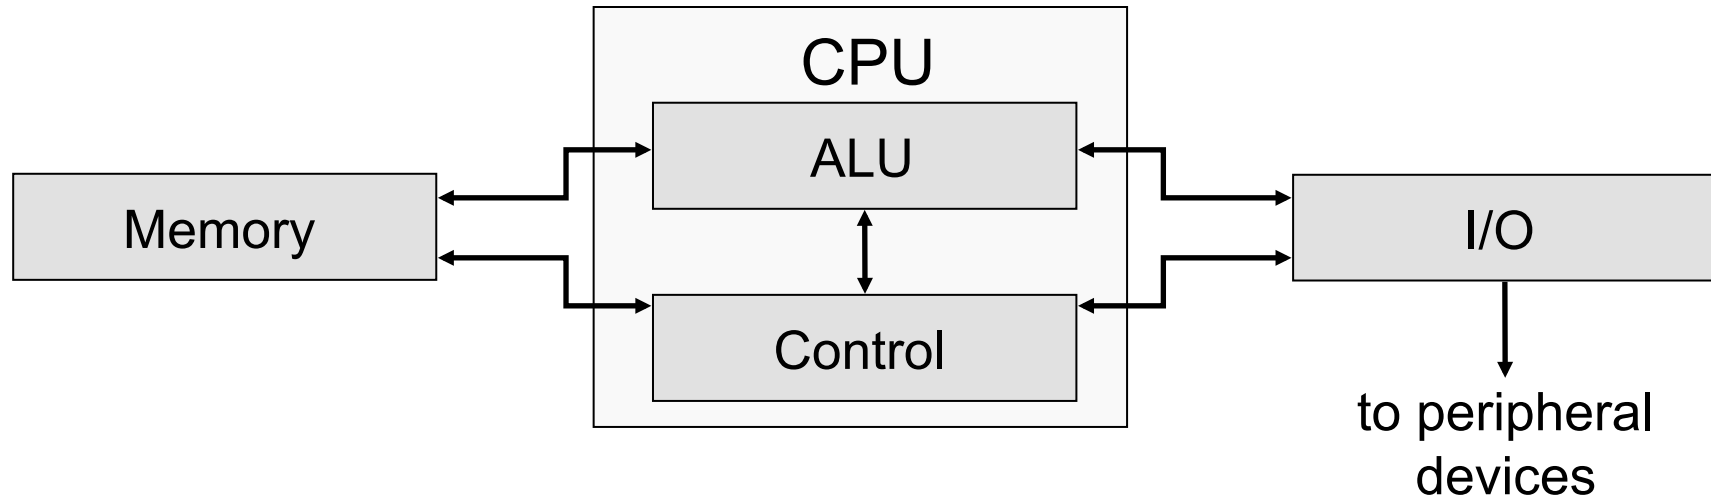 CPU
ALU
Memory
I/O
Control
to peripheral
devices